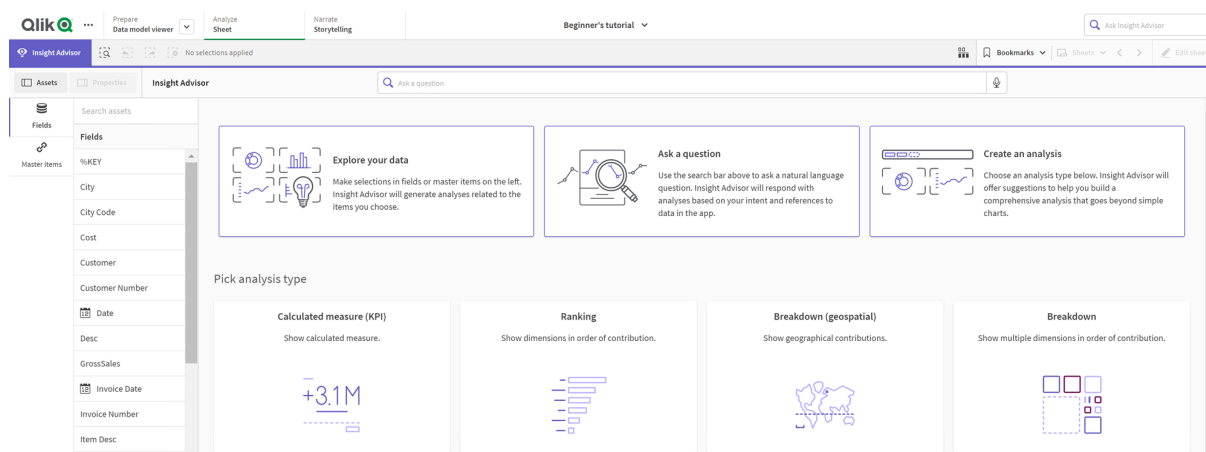 Qlik
Prepare
Data model viewer
Analyze
Sheet
Narrate
Storytelling
Beginner's tutorial
Ask Insight Advisor
Insight Advisor
No selections applied
Bookmarks
Sheets
Edit sheet
Assets
Properties
Insight Advisor
Ask a question
Fields
Master items
Search assets
Fields
%KEY
City
City Code
Cost
Customer
Customer Number
Date
Desc
GrossSales
Invoice Date
Invoice Number
Item Desc
Explore your data
Make selections in fields or master items on the left.
Insight Advisor will generate analyses related to the
items you choose.
Ask a question
Use the search bar above to ask a natural language
question. Insight Advisor will respond with
analyses based on your intent and references to
data in the app.
Create an analysis
Choose an analysis type below. Insight Advisor will
offer suggestions to help you build a
comprehensive analysis that goes beyond simple
charts.
Pick analysis type
Calculated measure (KPI)
Show calculated measure.
+3.1M
Ranking
Show dimensions in order of contribution.
Breakdown (geospatial)
Show geographical contributions.
Breakdown
Show multiple dimensions in order of contribution.